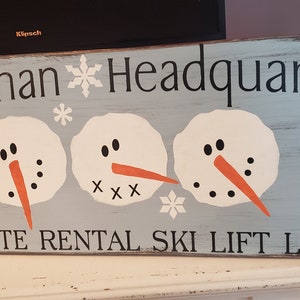 Klipsch
man Headquar
TE RENTAL SKI LIFT L